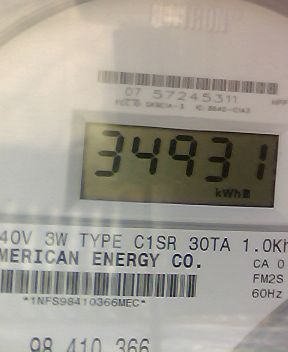 07 57245311
34931
kWh
40V 3W TYPE C1SR 30TA 1.0Kh
MERICAN ENERGY CO.
CA 0
FM2S
60Hz
*1NFS98410366MEC*
98 410 366